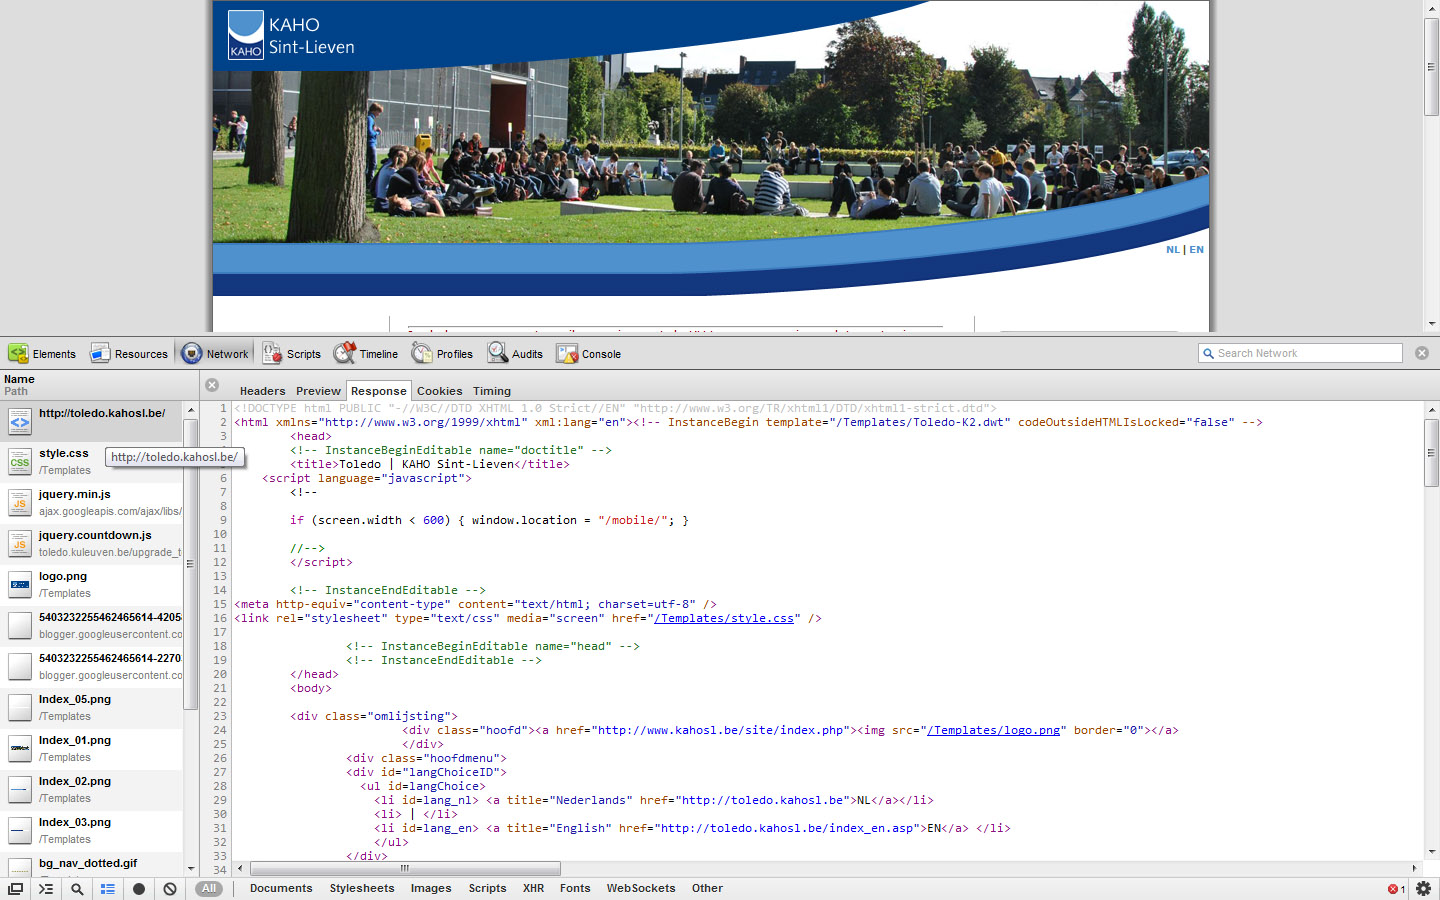 KAHO
Sint-Lieven
KAHO
NL | EN
Elements
Resources
Network
Scripts
Timeline
Profiles
Audits
Console
Search Network
Name
Path
Headers
Preview
Response
Cookies
Timing
http://toledo.kahosl.be/
style.css
/Templates
http://toledo.kahosl.be/
jquery.min.js
ajax.googleapis.com/ajax/libs/
jquery.countdown.js
toledo.kuleuven.be/upgrade_t
logo.png
/Templates
5403232255462465614-4205
blogger.googleusercontent.co
5403232255462465614-2270
blogger.googleusercontent.co
Index_05.png
/Templates
Index_01.png
/Templates
Index_02.png
/Templates
Index_03.png
/Templates
bg_nav_dotted.gif
1 <!DOCTYPE html PUBLIC "-//W3C//DTD XHTML 1.0 Strict//EN" "http://www.w3.org/TR/xhtml1/DTD/xhtml1-strict.dtd">
2 <html xmlns="http://www.w3.org/1999/xhtml" xml:lang="en"><!-- InstanceBegin template="/Templates/Toledo-K2.dwt" codeOutsideHTMLIsLocked="false" -->
3 <head>
4 <!-- InstanceBeginEditable name="doctitle" -->
<title>Toledo | KAHO Sint-Lieven</title>
6 <script language="javascript">
7 <!--
8
9 if (screen.width < 600) { window.location = "/mobile/"; }
10
11 //-->
12 </script>
13
14 <!-- InstanceEndEditable -->
15 <meta http-equiv="content-type" content="text/html; charset=utf-8" />
16 <link rel="stylesheet" type="text/css" media="screen" href="/Templates/style.css" />
17
18 <!-- InstanceBeginEditable name="head" -->
19 <!-- InstanceEndEditable -->
20 </head>
21 <body>
22
23 <div class="omlijsting">
24 <div class="hoofd"><a href="http://www.kahosl.be/site/index.php"><img src="/Templates/logo.png" border="0"></a>
25 </div>
26 <div class="hoofdmenu">
27 <div id="langChoiceID">
28 <ul id=langChoice>
29 <li id=lang_nl> <a title="Nederlands" href="http://toledo.kahosl.be">NL</a></li>
30 <li> | </li>
31 <li id=lang_en> <a title="English" href="http://toledo.kahosl.be/index_en.asp">EN</a> </li>
32 </ul>
33 </div>
34
All
Documents
Stylesheets
Images
Scripts
XHR
Fonts
WebSockets
Other
1